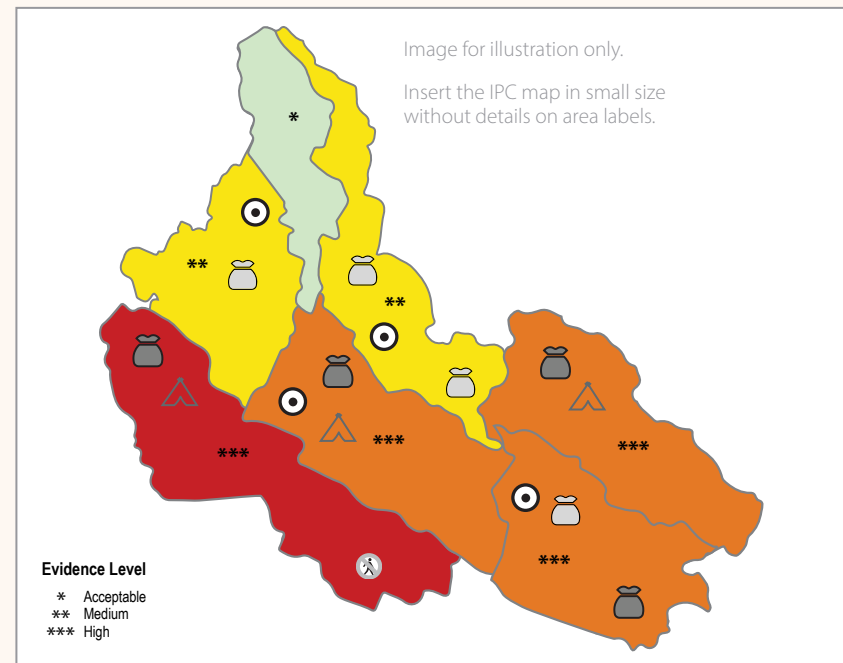 Image for illustration only.
Insert the IPC map in small size
without details on area labels.
*
**
**
***
***
***
***
Evidence Level
* Acceptable
** Medium
*** High